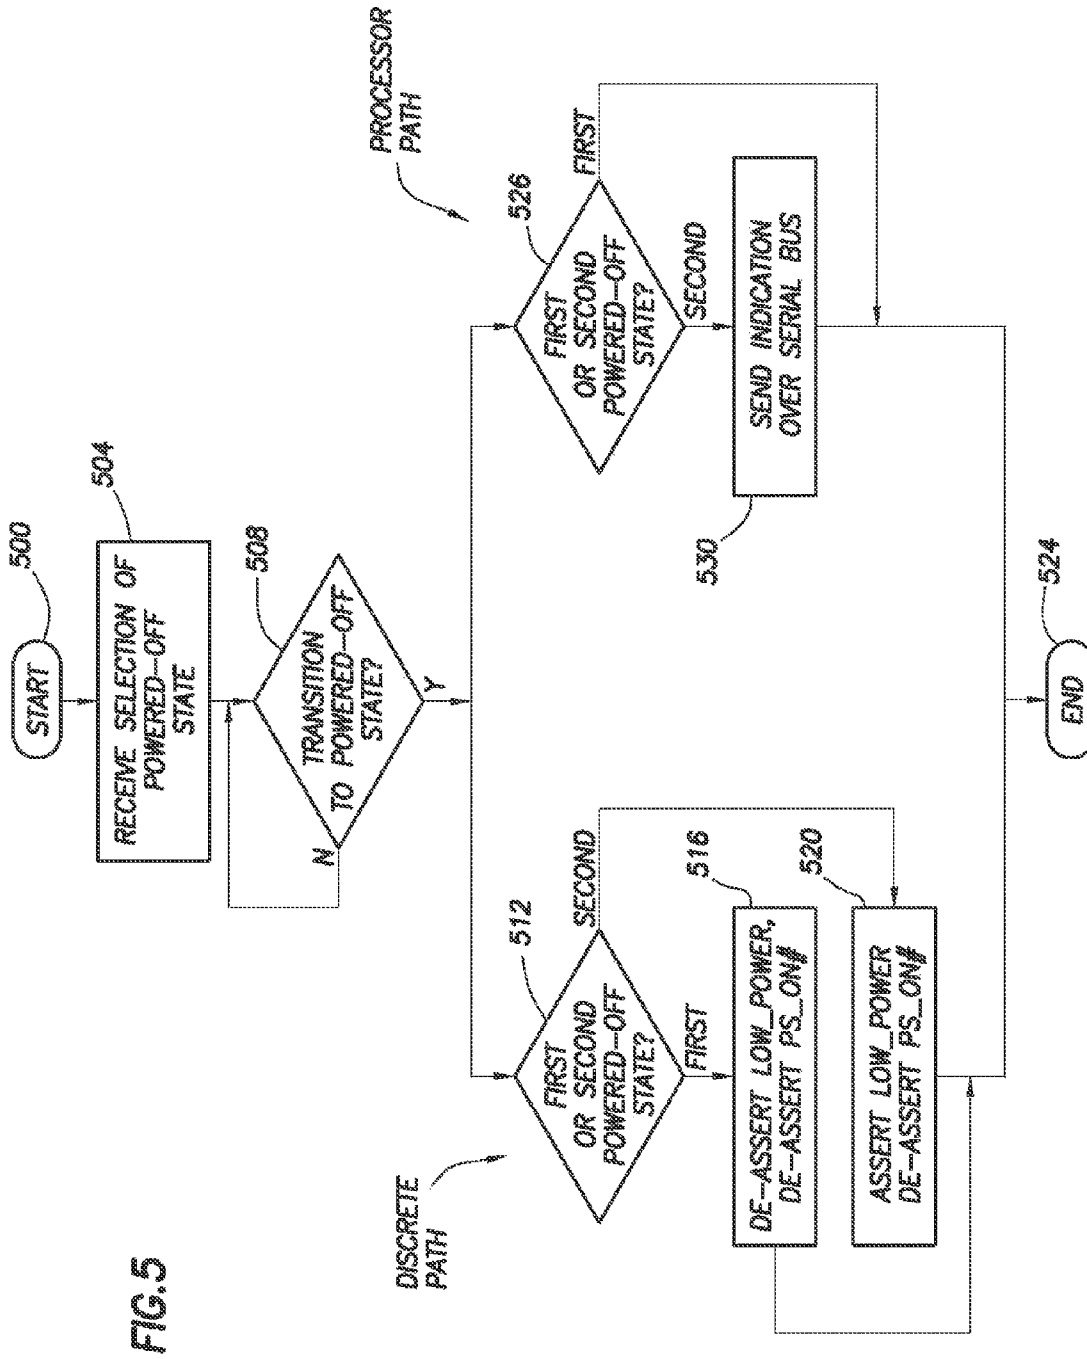 FIG.5
START
500
RECEIVE SELECTION OF
POWERED-OFF
STATE
504
TRANSITION
TO POWERED-OFF
STATE?
508
N
Y
DISCRETE
PATH
FIRST
OR SECOND
POWERED-OFF
STATE?
512
SECOND
FIRST
DE-ASSERT LOW_POWER,
DE-ASSERT PS_ON#
516
ASSERT LOW_POWER
DE-ASSERT PS_ON#
520
PROCESSOR
PATH
FIRST
OR SECOND
POWERED-OFF
STATE?
526
FIRST
SECOND
SEND INDICATION
OVER SERIAL BUS
530
END
524